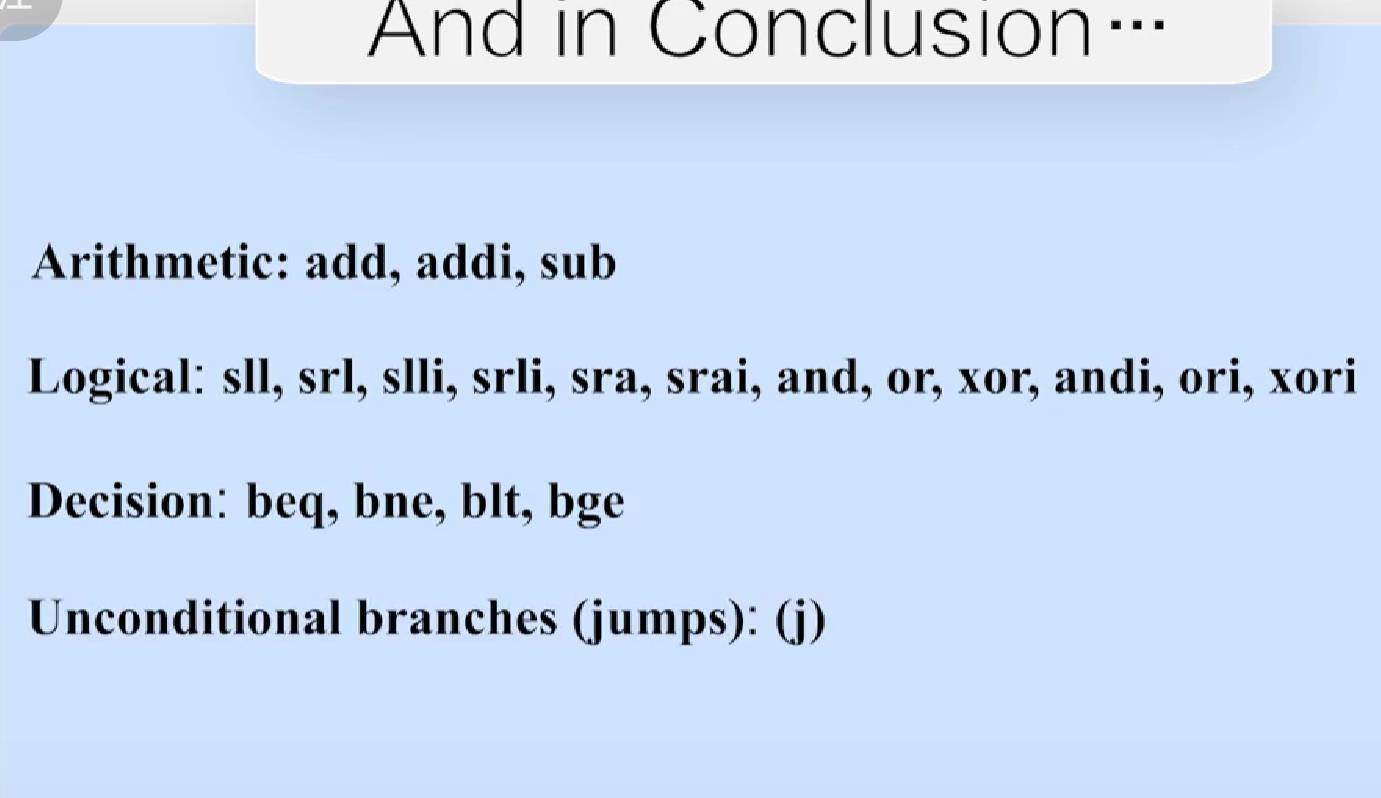 And in Conclusion…
Arithmetic: add, addi, sub
Logical: sll, srl, slli, srli, sra, srai, and, or, xor, andi, ori, xori
Decision: beq, bne, blt, bge
Unconditional branches (jumps): (j)